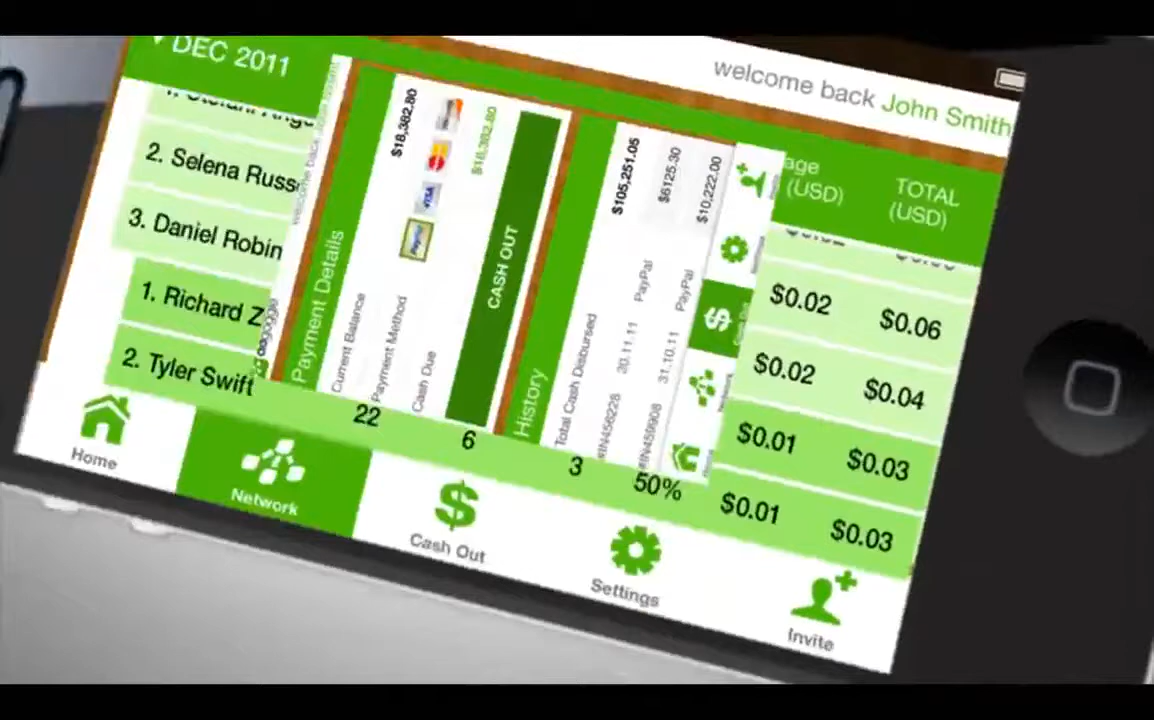 DEC 2011
welcome back John Smith
2. Selena Russ
3. Daniel Robin
1. Richard Z
2. Tyler Swift
Payment Details
Current Balance $18,382.80
Payment Method PayPal VISA
Cash Due $18,382.80
CASH OUT
History
Total Cash Disbursed $105,251.05
30.11.11 PayPal $6125.30
31.10.11 PayPal $10,222.00
age
(USD)
TOTAL
(USD)
$0.02 $0.06
$0.02 $0.04
$0.01 $0.03
22 6 3 50% $0.01 $0.03
Home
Network
Cash Out
Settings
Invite